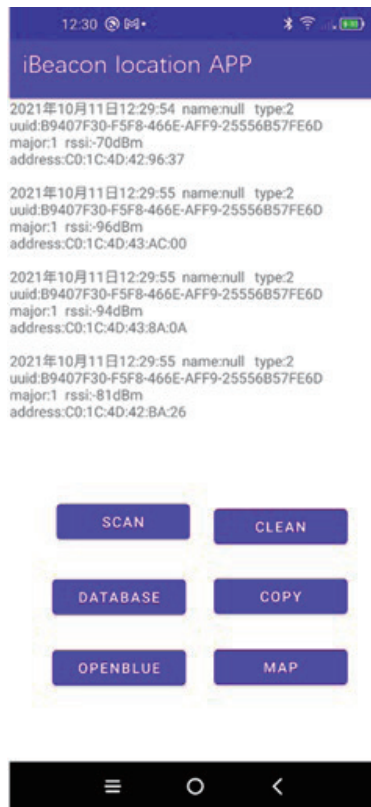 12:30
iBeacon location APP
2021年10月11日12:29:54 name:null type:2
uuid:B9407F30-F5F8-466E-AFF9-25556B57FE6D
major:1 rssi:-70dBm
address:C0:1C:4D:42:96:37
2021年10月11日12:29:55 name:null type:2
uuid:B9407F30-F5F8-466E-AFF9-25556B57FE6D
major:1 rssi:-96dBm
address:C0:1C:4D:43:AC:00
2021年10月11日12:29:55 name:null type:2
uuid:B9407F30-F5F8-466E-AFF9-25556B57FE6D
major:1 rssi:-94dBm
address:C0:1C:4D:43:8A:0A
2021年10月11日12:29:55 name:null type:2
uuid:B9407F30-F5F8-466E-AFF9-25556B57FE6D
major:1 rssi:-81dBm
address:C0:1C:4D:42:BA:26
SCAN CLEAN
DATABASE COPY
OPENBLUE MAP